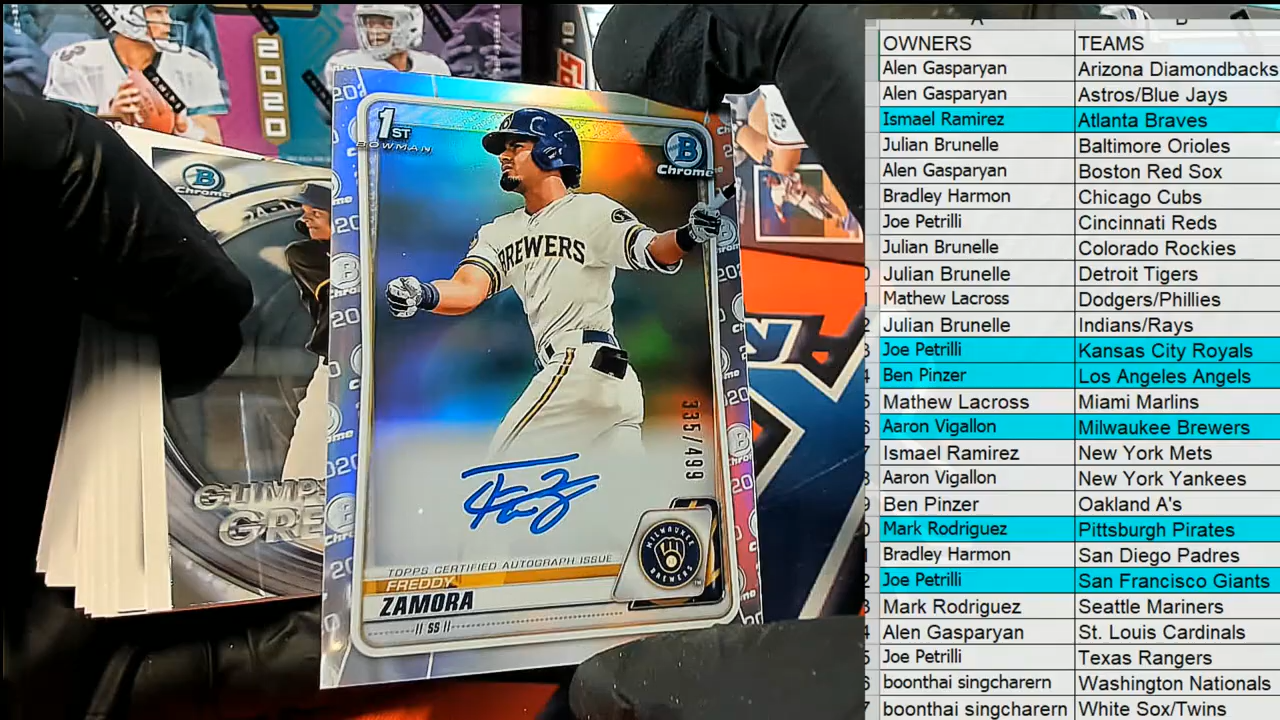 2020
1ST
BOWMAN
B
Chrome
BREWERS
335/499
TOPPS CERTIFIED AUTOGRAPH ISSUE
FREDDY
ZAMORA
// SS //
MILWAUKEE
BREWERS
B
Chrome
GLIMPS
GRE
A B
OWNERS TEAMS
Alen Gasparyan Arizona Diamondbacks
Alen Gasparyan Astros/Blue Jays
Ismael Ramirez Atlanta Braves
Julian Brunelle Baltimore Orioles
Alen Gasparyan Boston Red Sox
Bradley Harmon Chicago Cubs
Joe Petrilli Cincinnati Reds
Julian Brunelle Colorado Rockies
Julian Brunelle Detroit Tigers
Mathew Lacross Dodgers/Phillies
Julian Brunelle Indians/Rays
Joe Petrilli Kansas City Royals
Ben Pinzer Los Angeles Angels
Mathew Lacross Miami Marlins
Aaron Vigallon Milwaukee Brewers
Ismael Ramirez New York Mets
Aaron Vigallon New York Yankees
Ben Pinzer Oakland A's
Mark Rodriguez Pittsburgh Pirates
Bradley Harmon San Diego Padres
Joe Petrilli San Francisco Giants
Mark Rodriguez Seattle Mariners
Alen Gasparyan St. Louis Cardinals
Joe Petrilli Texas Rangers
boonthai singcharern Washington Nationals
boonthai singcharern White Sox/Twins